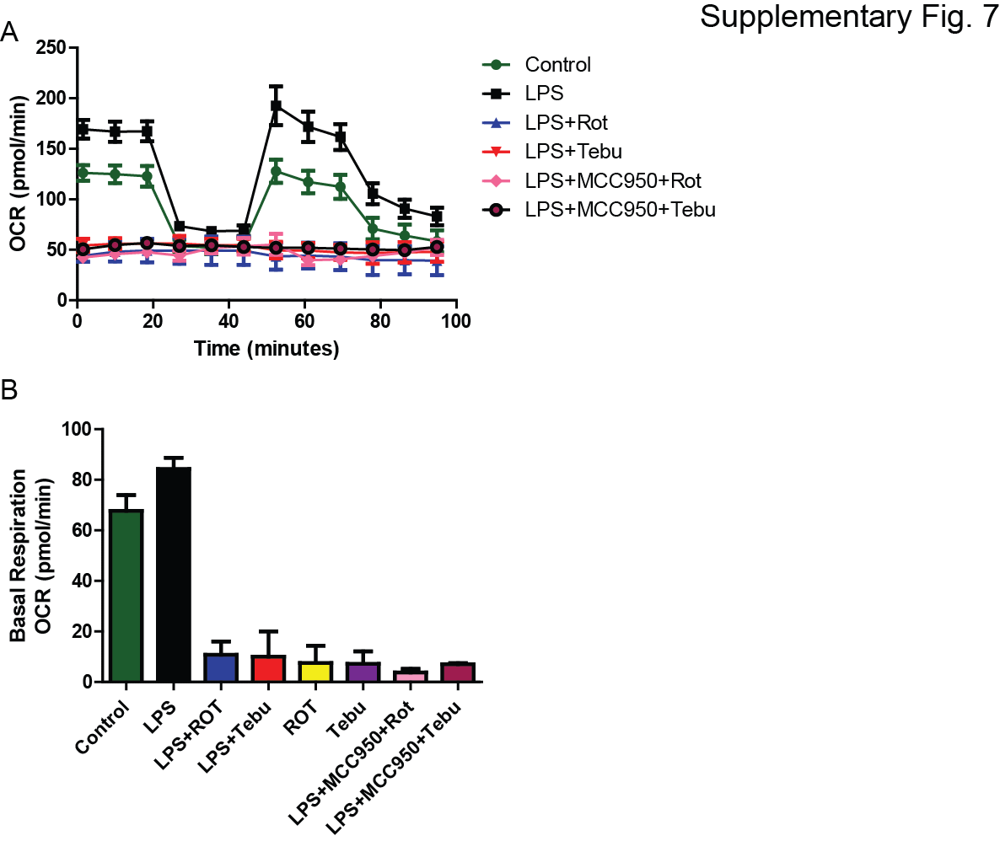 Supplementary Fig. 7
A
250
200
150
100
50
0
OCR (pmol/min)
0 20 40 60 80 100
Time (minutes)
Control
LPS
LPS+Rot
LPS+Tebu
LPS+MCC950+Rot
LPS+MCC950+Tebu
B
100
80
60
40
20
0
Basal Respiration
OCR (pmol/min)
Control
LPS
LPS+ROT
LPS+Tebu
ROT
Tebu
LPS+MCC950+Rot
LPS+MCC950+Tebu